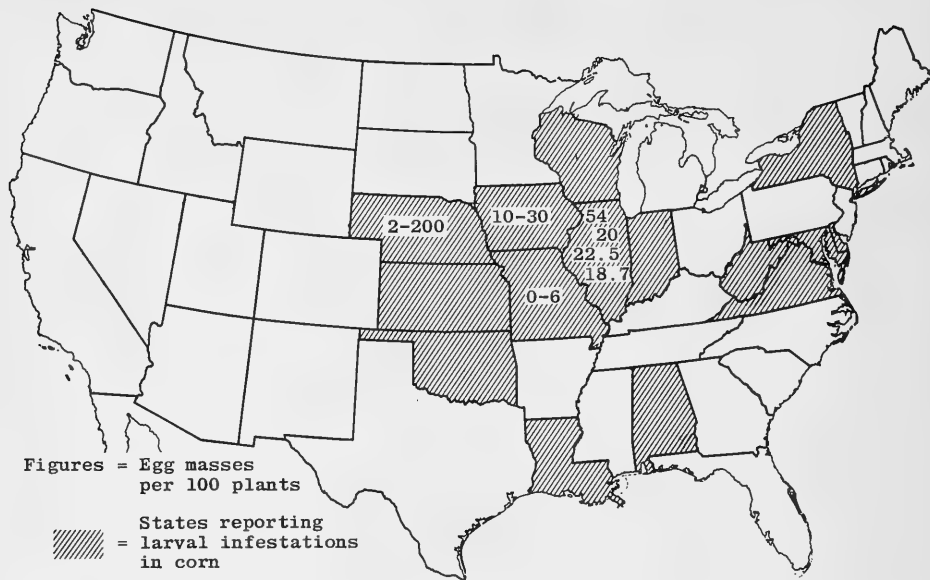 2-200
10-30
54
20
22.5
18.7
0-6
Figures = Egg masses
per 100 plants
States reporting
= larval infestations
in corn